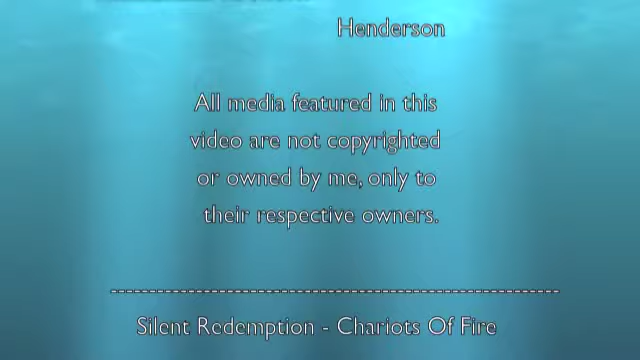 Henderson
All media featured in this
video are not copyrighted
or owned by me, only to
their respective owners.
--------------------------------------------------------
Silent Redemption - Chariots Of Fire